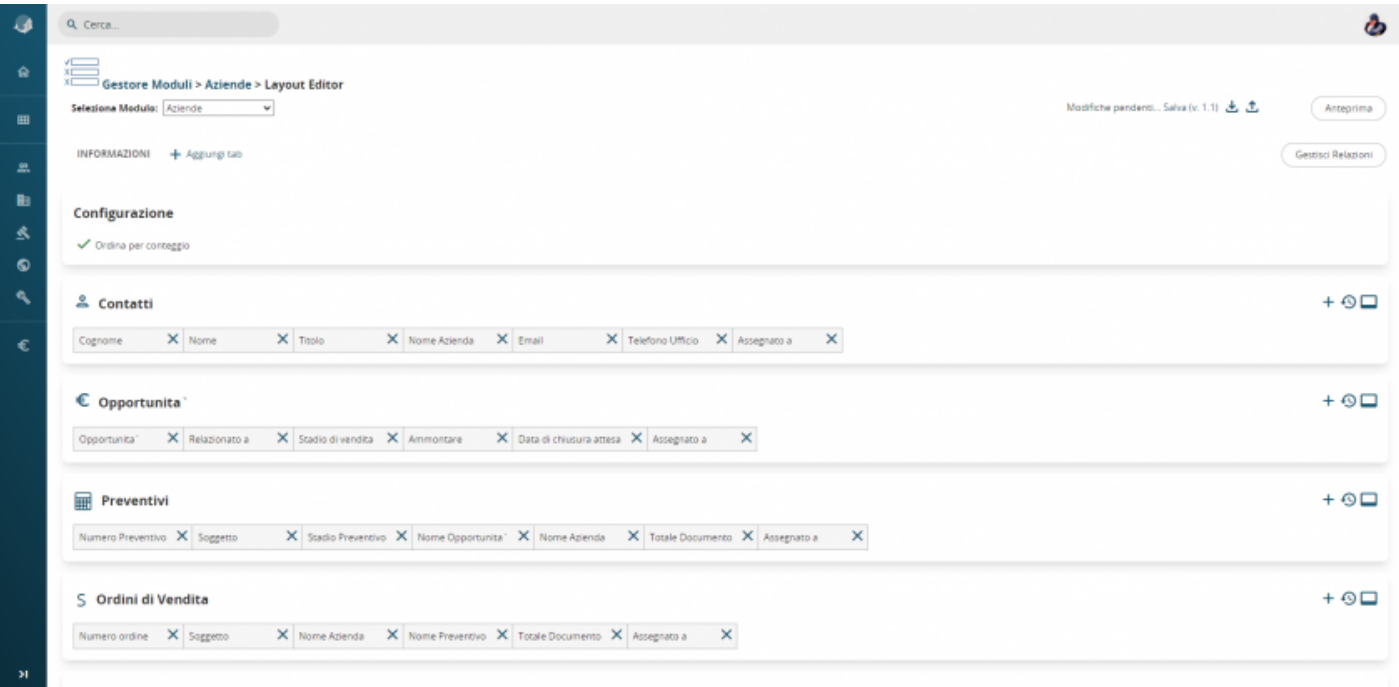 Cerca...
Gestore Moduli > Aziende > Layout Editor
Seleziona Modulo: Aziende
Modifiche pendenti... Salva (v. 1.1)
Anteprima
INFORMAZIONI + Aggiungi tab
Gestisci Relazioni
Configurazione
Ordina per conteggio
Contatti
Cognome Nome Titolo Nome Azienda Email Telefono Ufficio Assegnato a
€ Opportunita`
Opportunita` Relazionato a Stadio di vendita Ammontare Data di chiusura attesa Assegnato a
Preventivi
Numero Preventivo Soggetto Stadio Preventivo Nome Opportunita` Nome Azienda Totale Documento Assegnato a
S Ordini di Vendita
Numero ordine Soggetto Nome Azienda Nome Preventivo Totale Documento Assegnato a